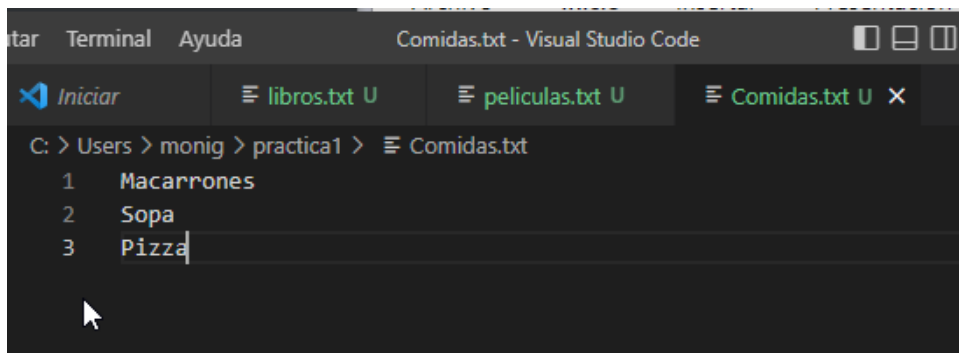 tar Terminal Ayuda Comidas.txt - Visual Studio Code
Iniciar libros.txt U peliculas.txt U Comidas.txt U
C: > Users > monig > practica1 > Comidas.txt
1 Macarrones
2 Sopa
3 Pizza